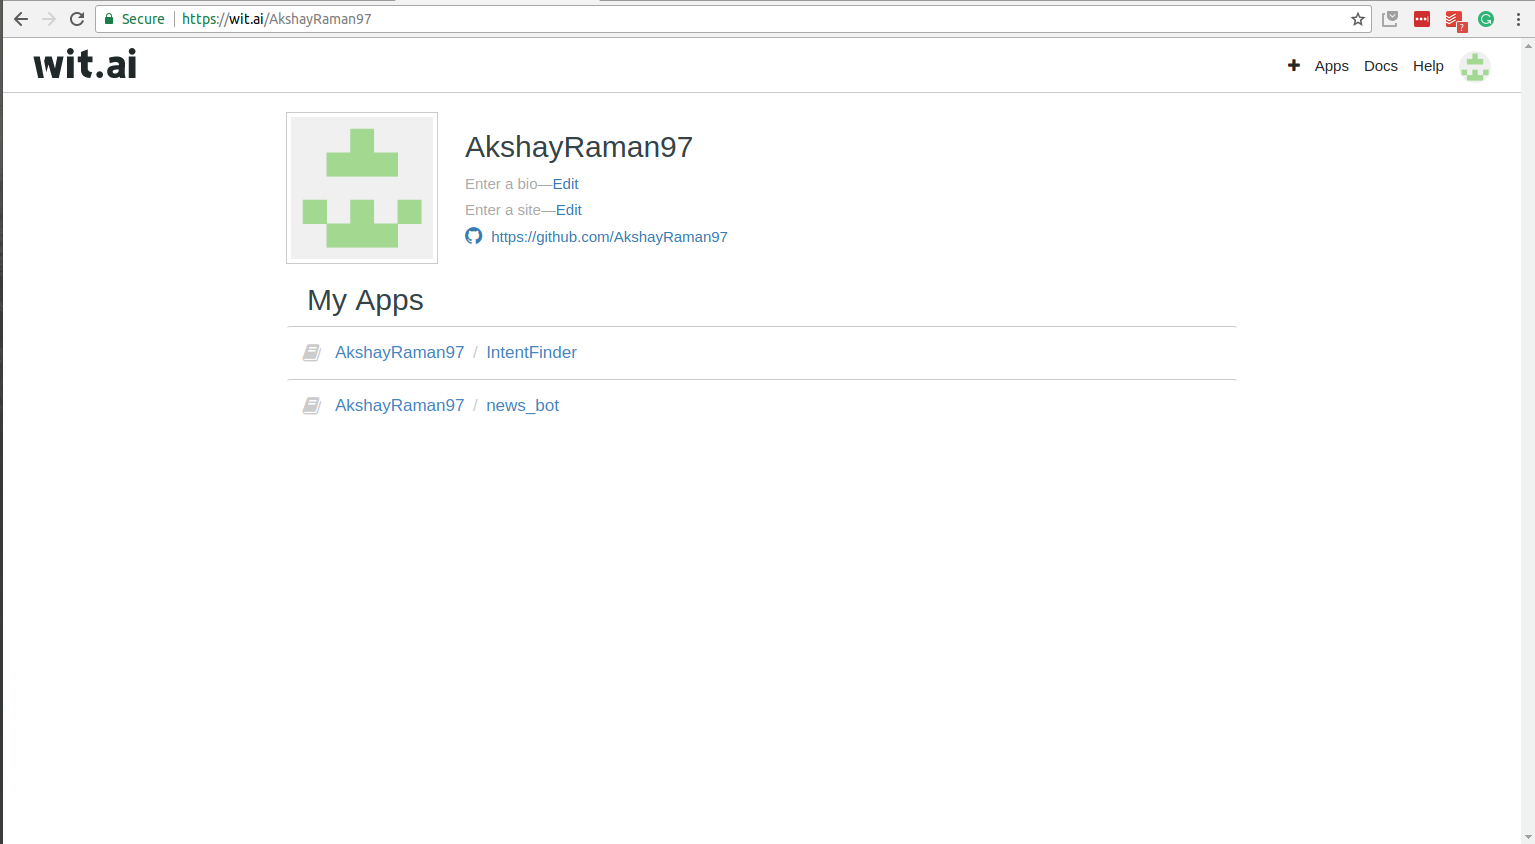 Secure https://wit.ai/AkshayRaman97
?
wit.ai
Apps Docs Help
AkshayRaman97
Enter a bio—Edit
Enter a site—Edit
https://github.com/AkshayRaman97
My Apps
AkshayRaman97 / IntentFinder
AkshayRaman97 / news_bot